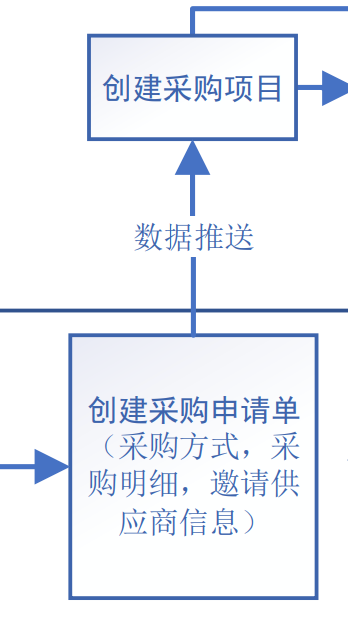 创建采购项目
数据推送
创建采购申请单
（采购方式，采
购明细，邀请供
应商信息）